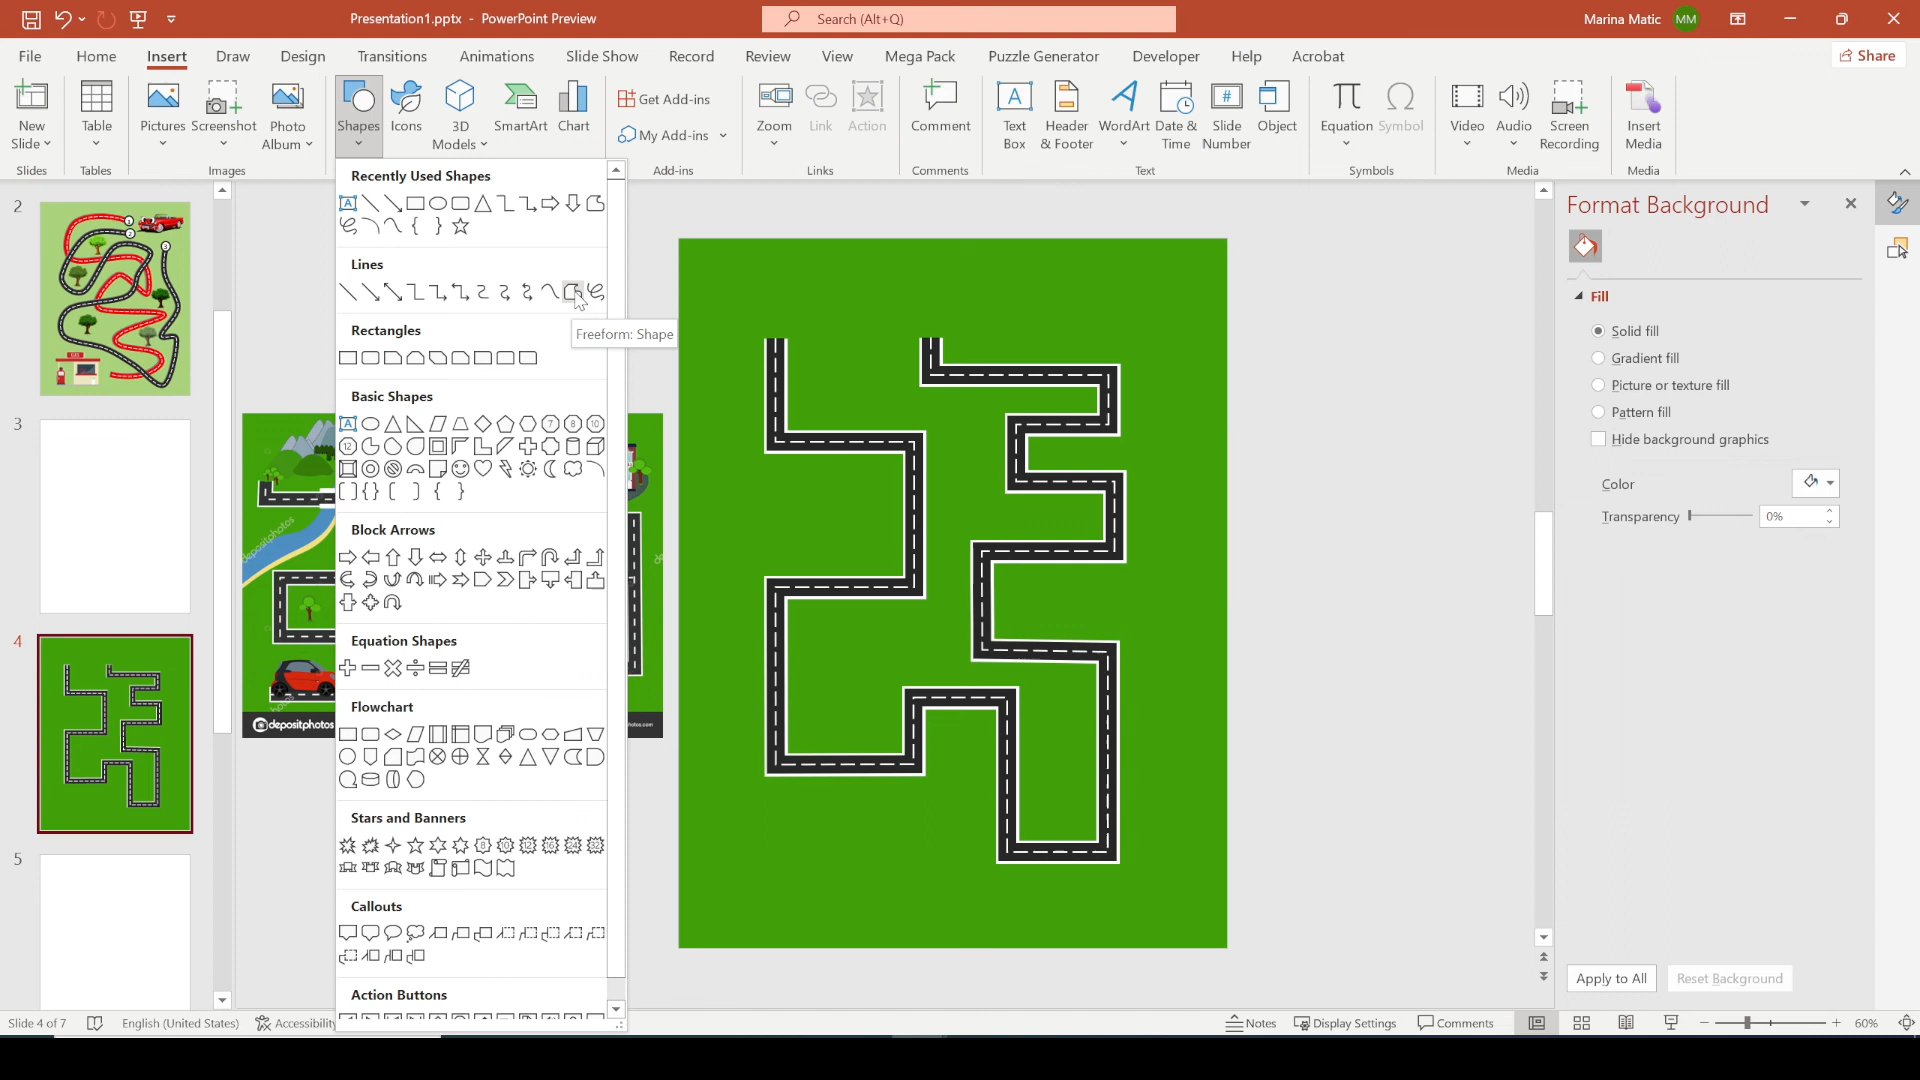 Presentation1.pptx - PowerPoint Preview
Search (Alt+Q)
Marina Matic
MM
File Home Insert Draw Design Transitions Animations Slide Show Record Review View Mega Pack Puzzle Generator Developer Help Acrobat
Share
New Slide
Table
Pictures
Screenshot
Photo Album
Shapes
Icons
3D Models
SmartArt
Chart
Get Add-ins
My Add-ins
Zoom
Link
Action
Comment
Text Box
Header & Footer
WordArt
Date & Time
Slide Number
Object
Equation
Symbol
Video
Audio
Screen Recording
Insert Media
Slides
Tables
Images
Add-ins
Links
Comments
Text
Symbols
Media
Media
Recently Used Shapes
Lines
Rectangles
Freeform: Shape
Basic Shapes
Block Arrows
Equation Shapes
Flowchart
Stars and Banners
Callouts
Action Buttons
2
1
2
3
GAS
3
4
5
depositphotos
depositphotos
Format Background
Fill
Solid fill
Gradient fill
Picture or texture fill
Pattern fill
Hide background graphics
Color
Transparency
0%
Apply to All
Reset Background
Slide 4 of 7
English (United States)
Accessibility
Notes
Display Settings
Comments
60%